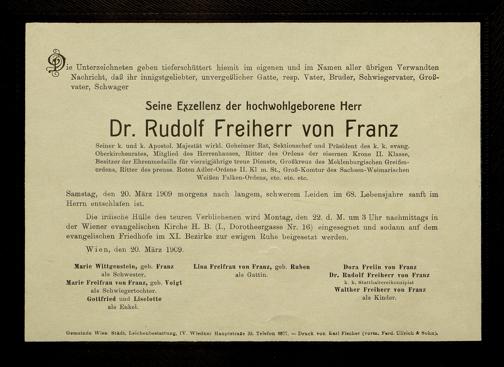 Die Unterzeichneten geben tieferschüttert hiemit im eigenen und im Namen aller übrigen Verwandten
Nachricht, daß ihr innigstgeliebter, unvergeßlicher Gatte, resp. Vater, Bruder, Schwiegervater, Groß-
vater, Schwager
Seine Exzellenz der hochwohlgeborene Herr
Dr. Rudolf Freiherr von Franz
Seiner k. und k. Apostol. Majestät wirkl. Geheimer Rat, Sektionschef und Präsident des k. k. evang.
Oberkirchenrates, Mitglied des Herrenhauses, Ritter des Ordens der eisernen Krone II. Klasse,
Besitzer der Ehrenmedaille für vierzigjährige treue Dienste, Großkreuz des Mecklenburgischen Greifen-
ordens, Ritter des preuss. Roten Adler-Ordens II. Kl. m. St., Groß-Komtur des Sachsen-Weimarischen
Weißen Falken-Ordens, etc. etc. etc.
Samstag, den 20. März 1909 morgens nach langem, schwerem Leiden im 68. Lebensjahre sanft im
Herrn entschlafen ist.
Die irdische Hülle des teuren Verblichenen wird Montag, den 22. d. M. um 3 Uhr nachmittags in
der Wiener evangelischen Kirche H. B. (I., Dorotheergasse Nr. 16) eingesegnet und sodann auf dem
evangelischen Friedhofe im XI. Bezirke zur ewigen Ruhe beigesetzt werden.
Wien, den 20. März 1909.
Marie Wittgenstein, geb. Franz
als Schwester.
Marie Freifrau von Franz, geb. Voigt
als Schwiegertochter.
Gottfried und Liselotte
als Enkel.
Lina Freifrau von Franz, geb. Ruben
als Gattin.
Dora Freiin von Franz
Dr. Rudolf Freiherr von Franz
k. k. Statthaltereikonzipist
Walther Freiherr von Franz
als Kinder.
Gemeinde Wien Städt. Leichenbestattung, IV. Wiedner Hauptstraße Telefon — Druck von Karl Fischer (vorm. Ferd. Ullrich & Sohn).